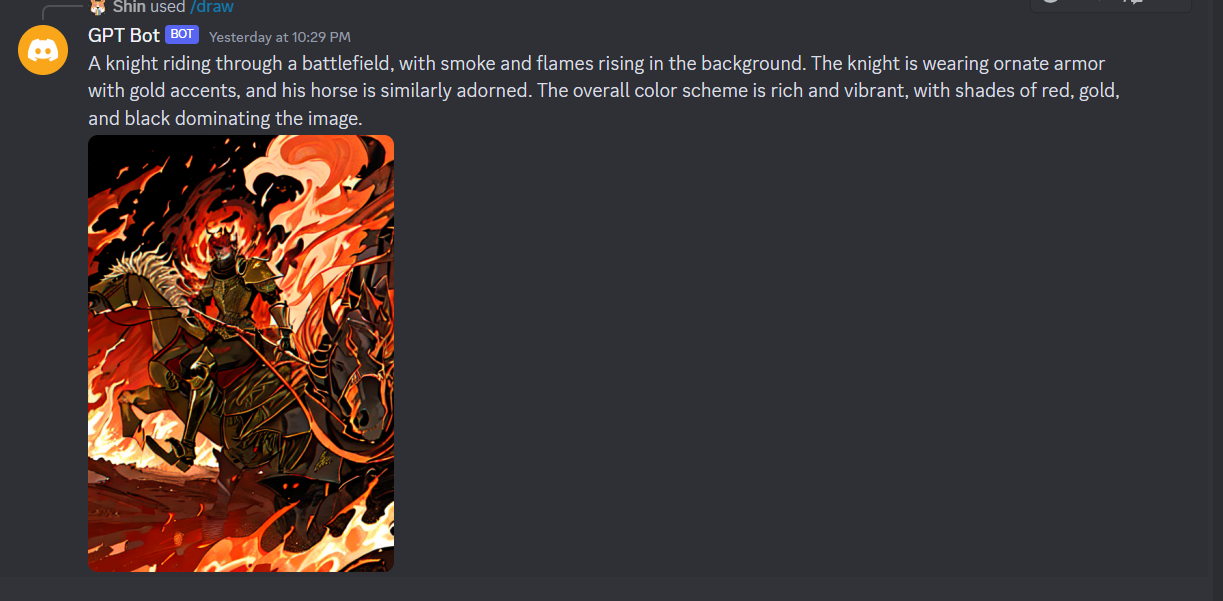 Shin used /draw
GPT Bot BOT Yesterday at 10:29 PM
A knight riding through a battlefield, with smoke and flames rising in the background. The knight is wearing ornate armor
with gold accents, and his horse is similarly adorned. The overall color scheme is rich and vibrant, with shades of red, gold,
and black dominating the image.